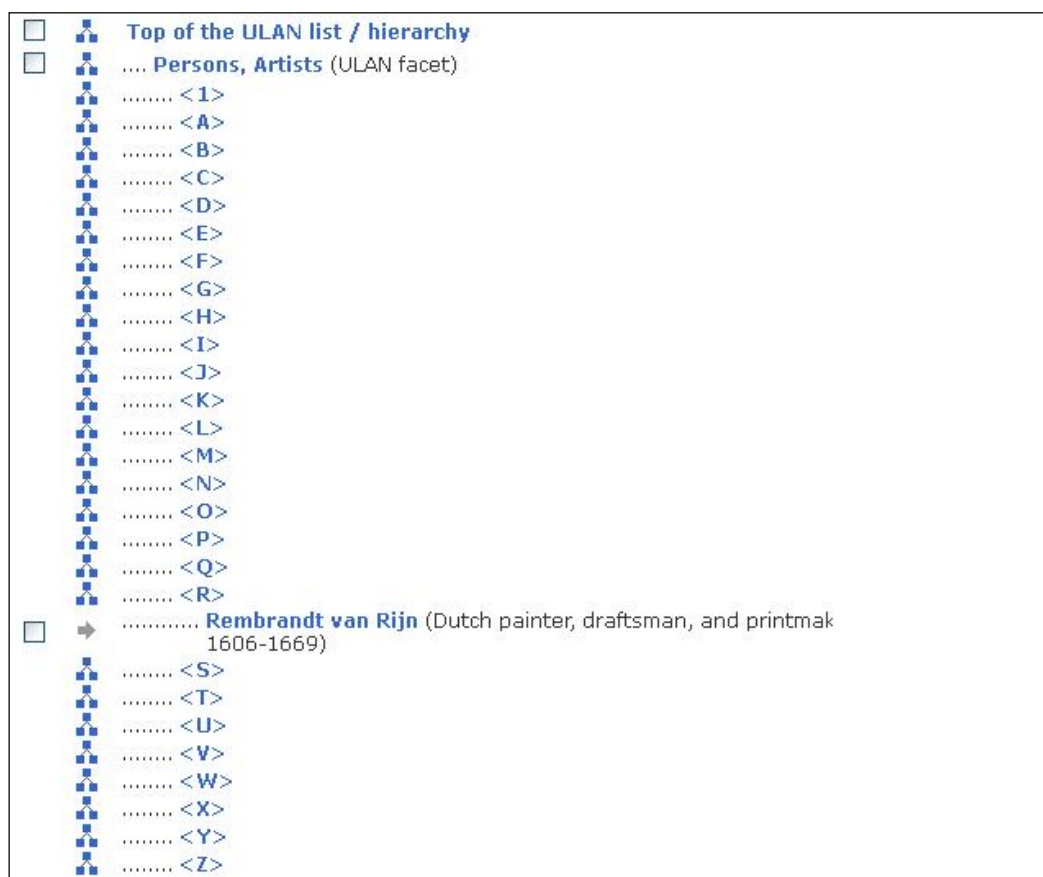 Top of the ULAN list / hierarchy
.... Persons, Artists (ULAN facet)
........ <1>
........ <A>
........ <B>
........ <C>
........ <D>
........ <E>
........ <F>
........ <G>
........ <H>
........ <I>
........ <J>
........ <K>
........ <L>
........ <M>
........ <N>
........ <O>
........ <P>
........ <Q>
........ <R>
............ Rembrandt van Rijn (Dutch painter, draftsman, and printmak
1606-1669)
........ <S>
........ <T>
........ <U>
........ <V>
........ <W>
........ <X>
........ <Y>
........ <Z>